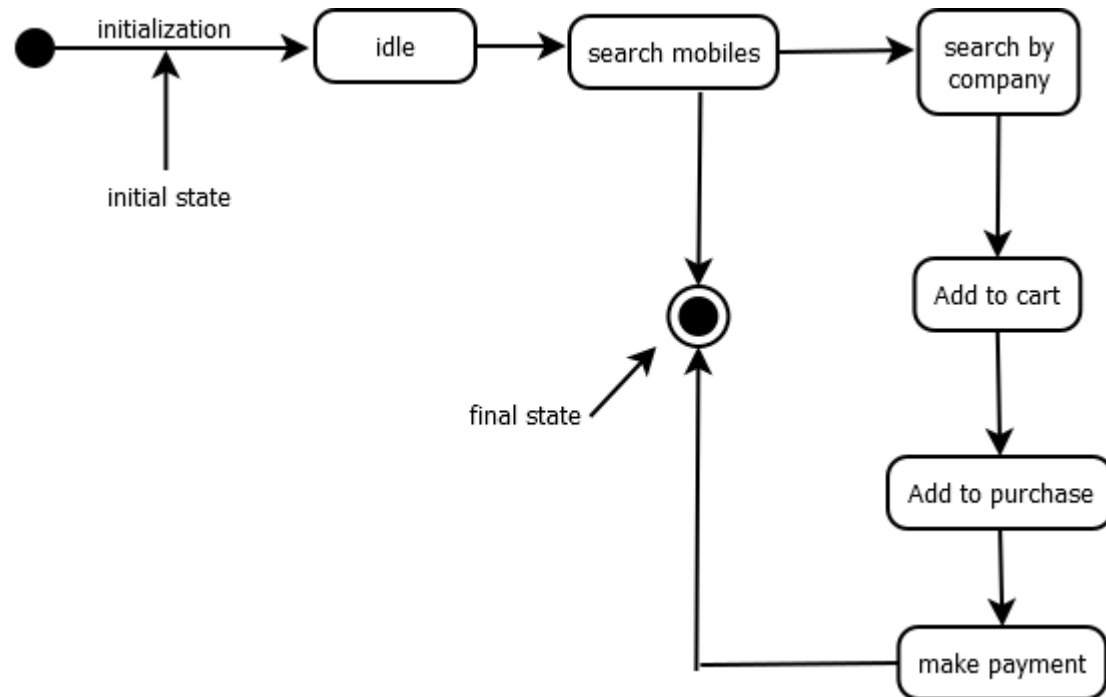 initialization
idle
search mobiles
search by
company
initial state
Add to cart
final state
Add to purchase
make payment